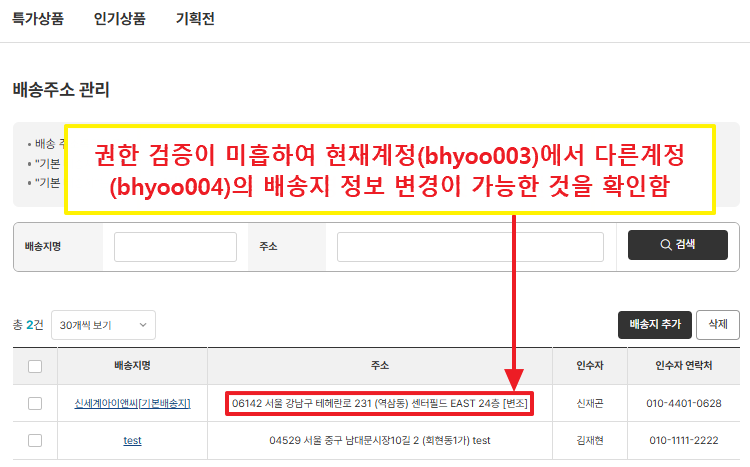 특가상품 인기상품 기획전
배송주소 관리
• 배송 주
• "기본
• "기본
권한 검증이 미흡하여 현재계정(bhyoo003)에서 다른계정
(bhyoo004)의 배송지 정보 변경이 가능한 것을 확인함
배송지명 주소 검색
총 2건 30개씩 보기 배송지 추가 삭제
배송지명 주소 인수자 인수자 연락처
신세계아이앤씨[기본배송지] 06142 서울 강남구 테헤란로 231 (역삼동) 센터필드 EAST 24층 [변조] 신재곤 010-4401-0628
test 04529 서울 중구 남대문시장10길 2 (회현동1가) test 김재현 010-1111-2222